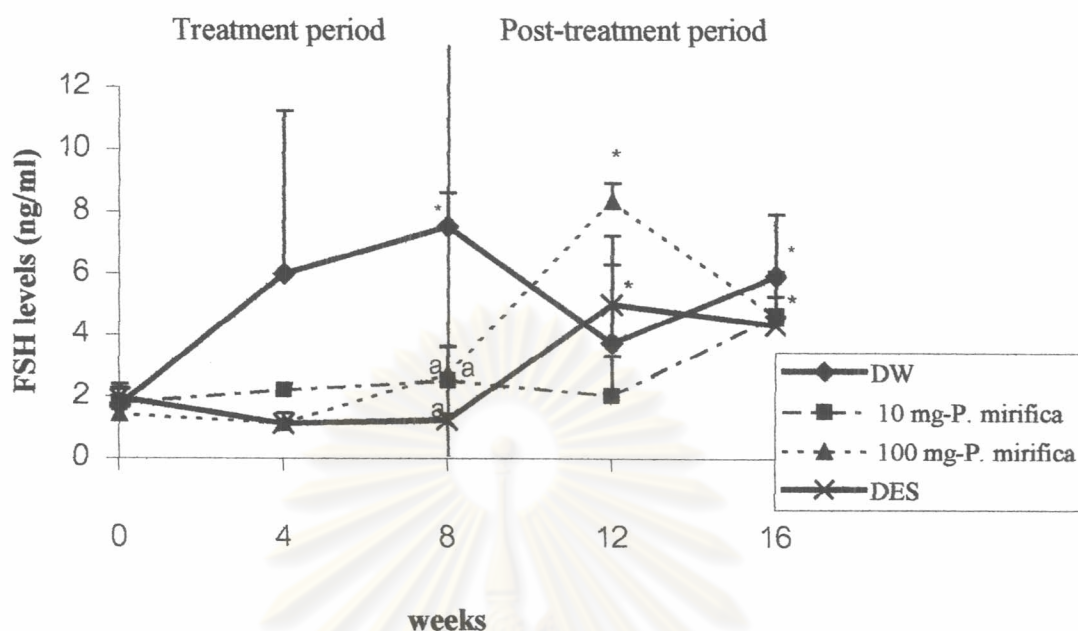 Treatment period
Post-treatment period
FSH levels (ng/ml)
12
10
8
6
4
2
0
*
*
*
*
*
a
a
a
0
4
8
12
16
weeks
DW
10 mg-P. mirifica
100 mg-P. mirifica
DES